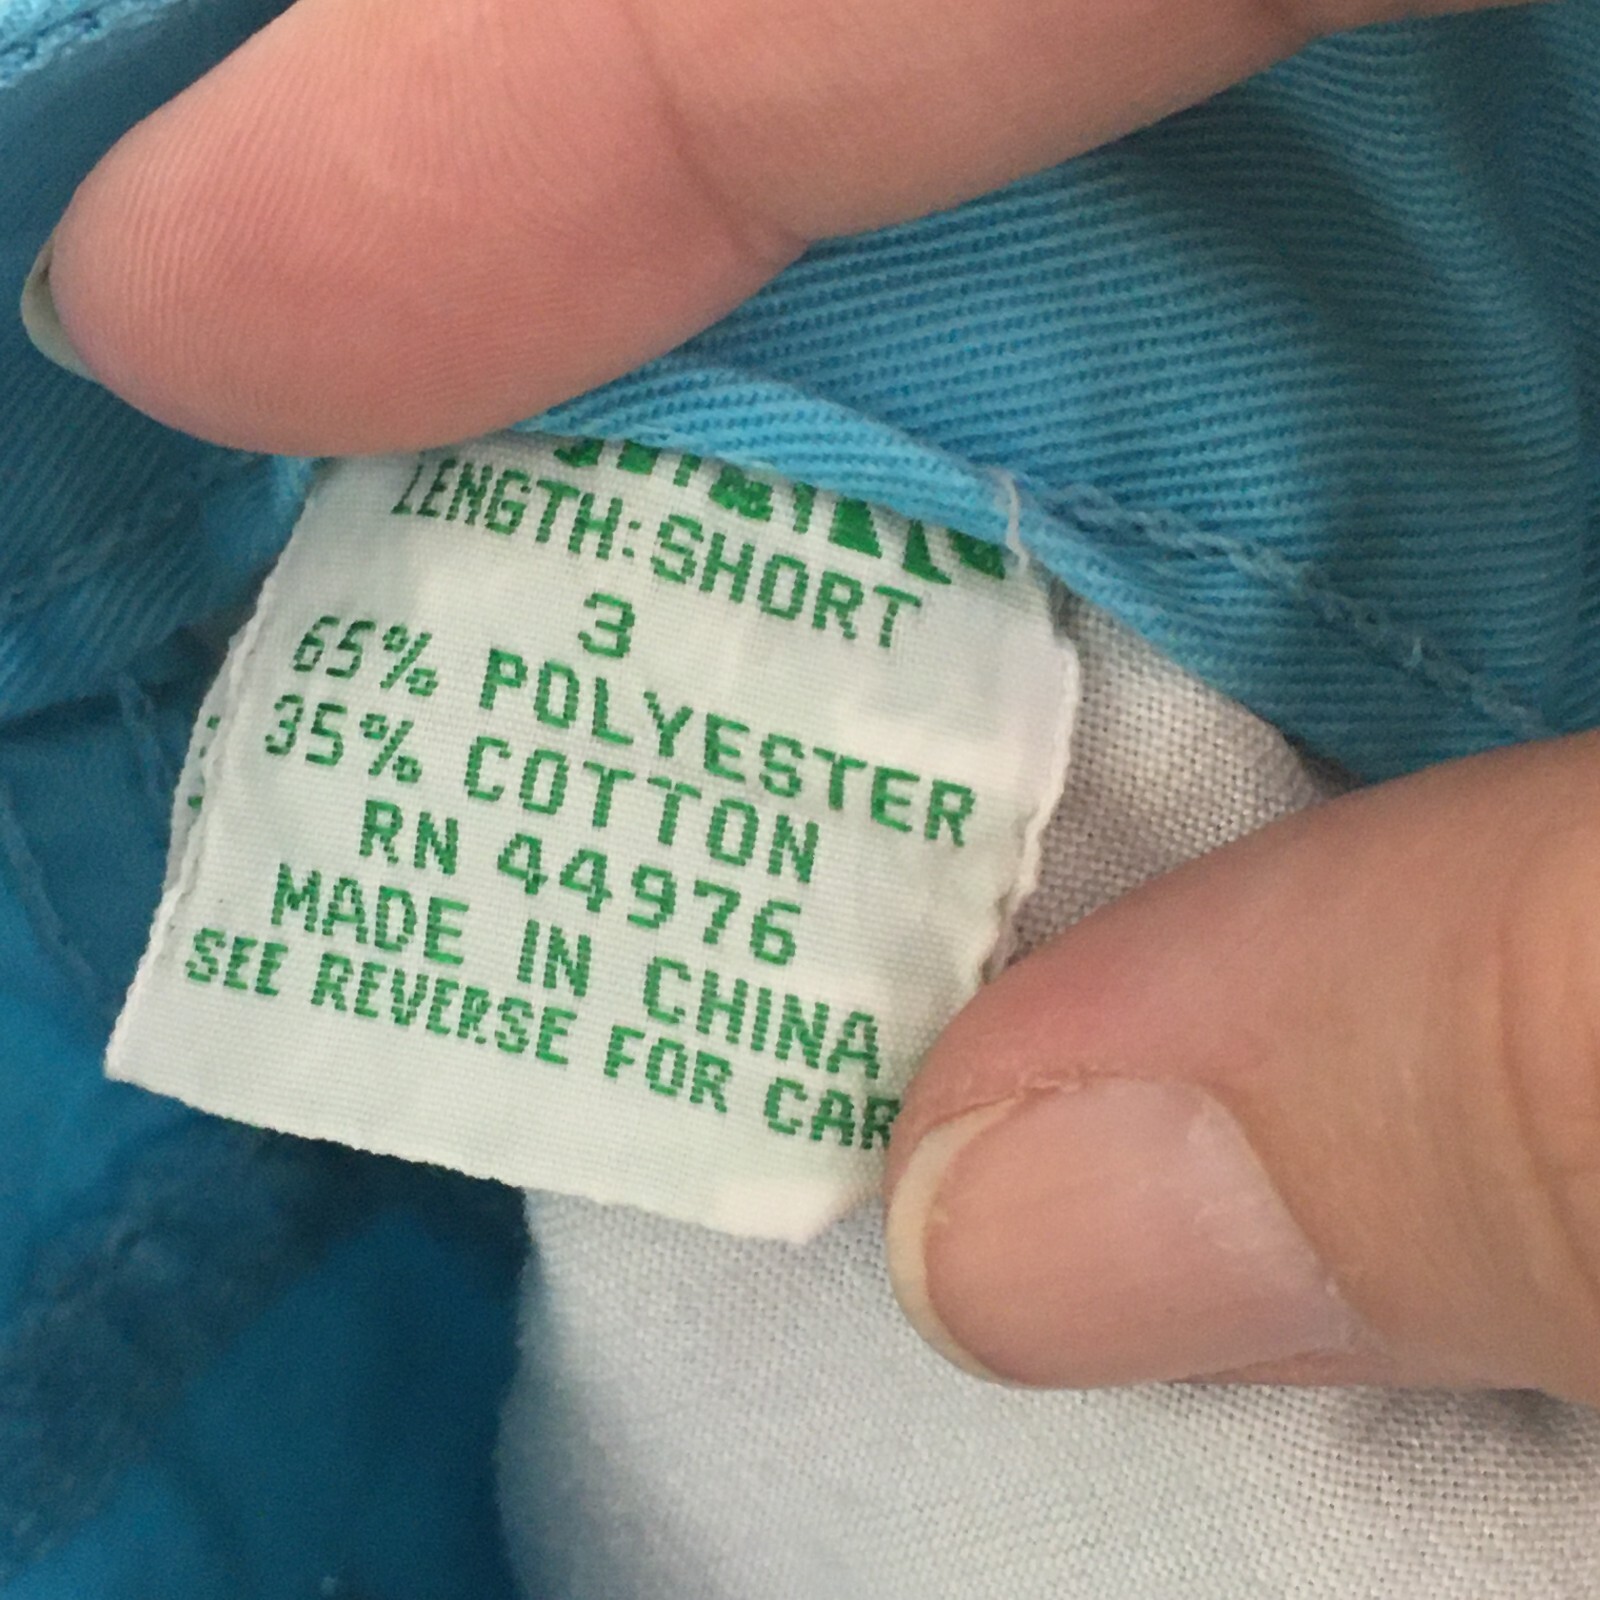 LENGTH: SHORT
3
65% POLYESTER
35% COTTON
RN 44976
MADE IN CHINA
SEE REVERSE FOR CAR